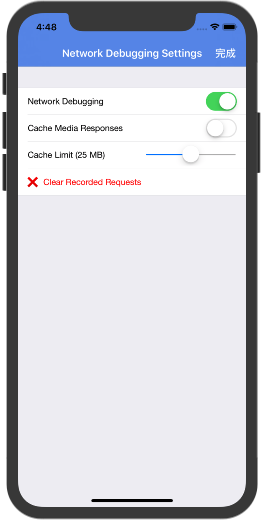 4:48
Network Debugging Settings 完成
Network Debugging
Cache Media Responses
Cache Limit (25 MB)
Clear Recorded Requests